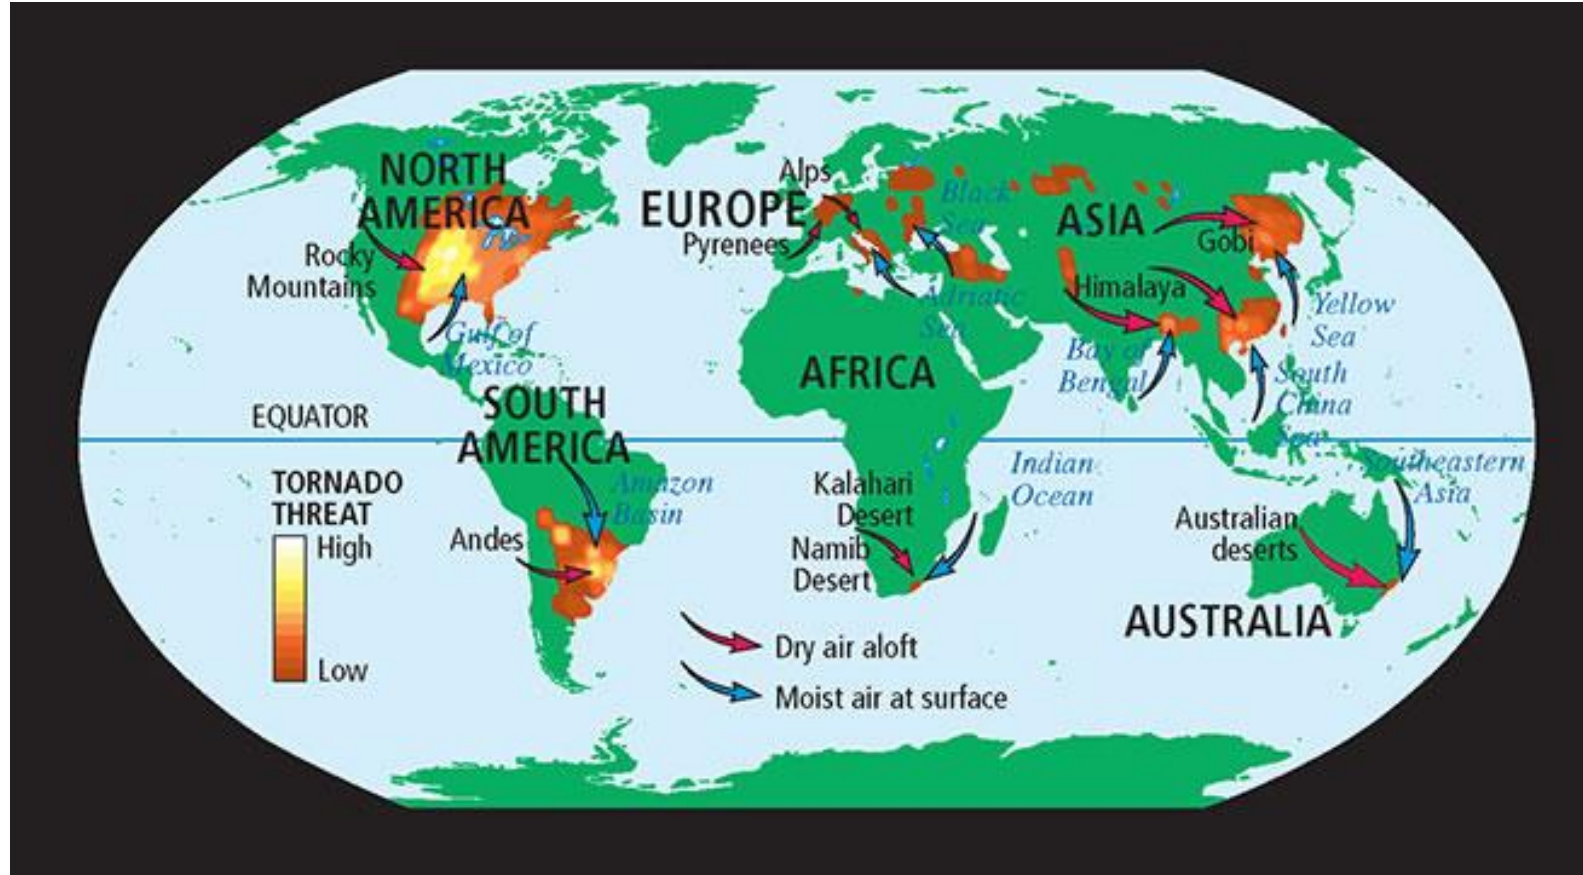 NORTH
AMERICA
Rocky
Mountains
Gulf of
Mexico
Alps
EUROPE
Pyrenees
Black
Sea
Adriatic
Sea
ASIA
Gobi
Himalaya
Yellow
Sea
Bay of
Bengal
South
China
Sea
AFRICA
SOUTH
AMERICA
EQUATOR
Amazon
Basin
Andes
TORNADO
THREAT
High
Low
Kalahari
Desert
Namib
Desert
Indian
Ocean
Southeastern
Asia
Australian
deserts
AUSTRALIA
Dry air aloft
Moist air at surface